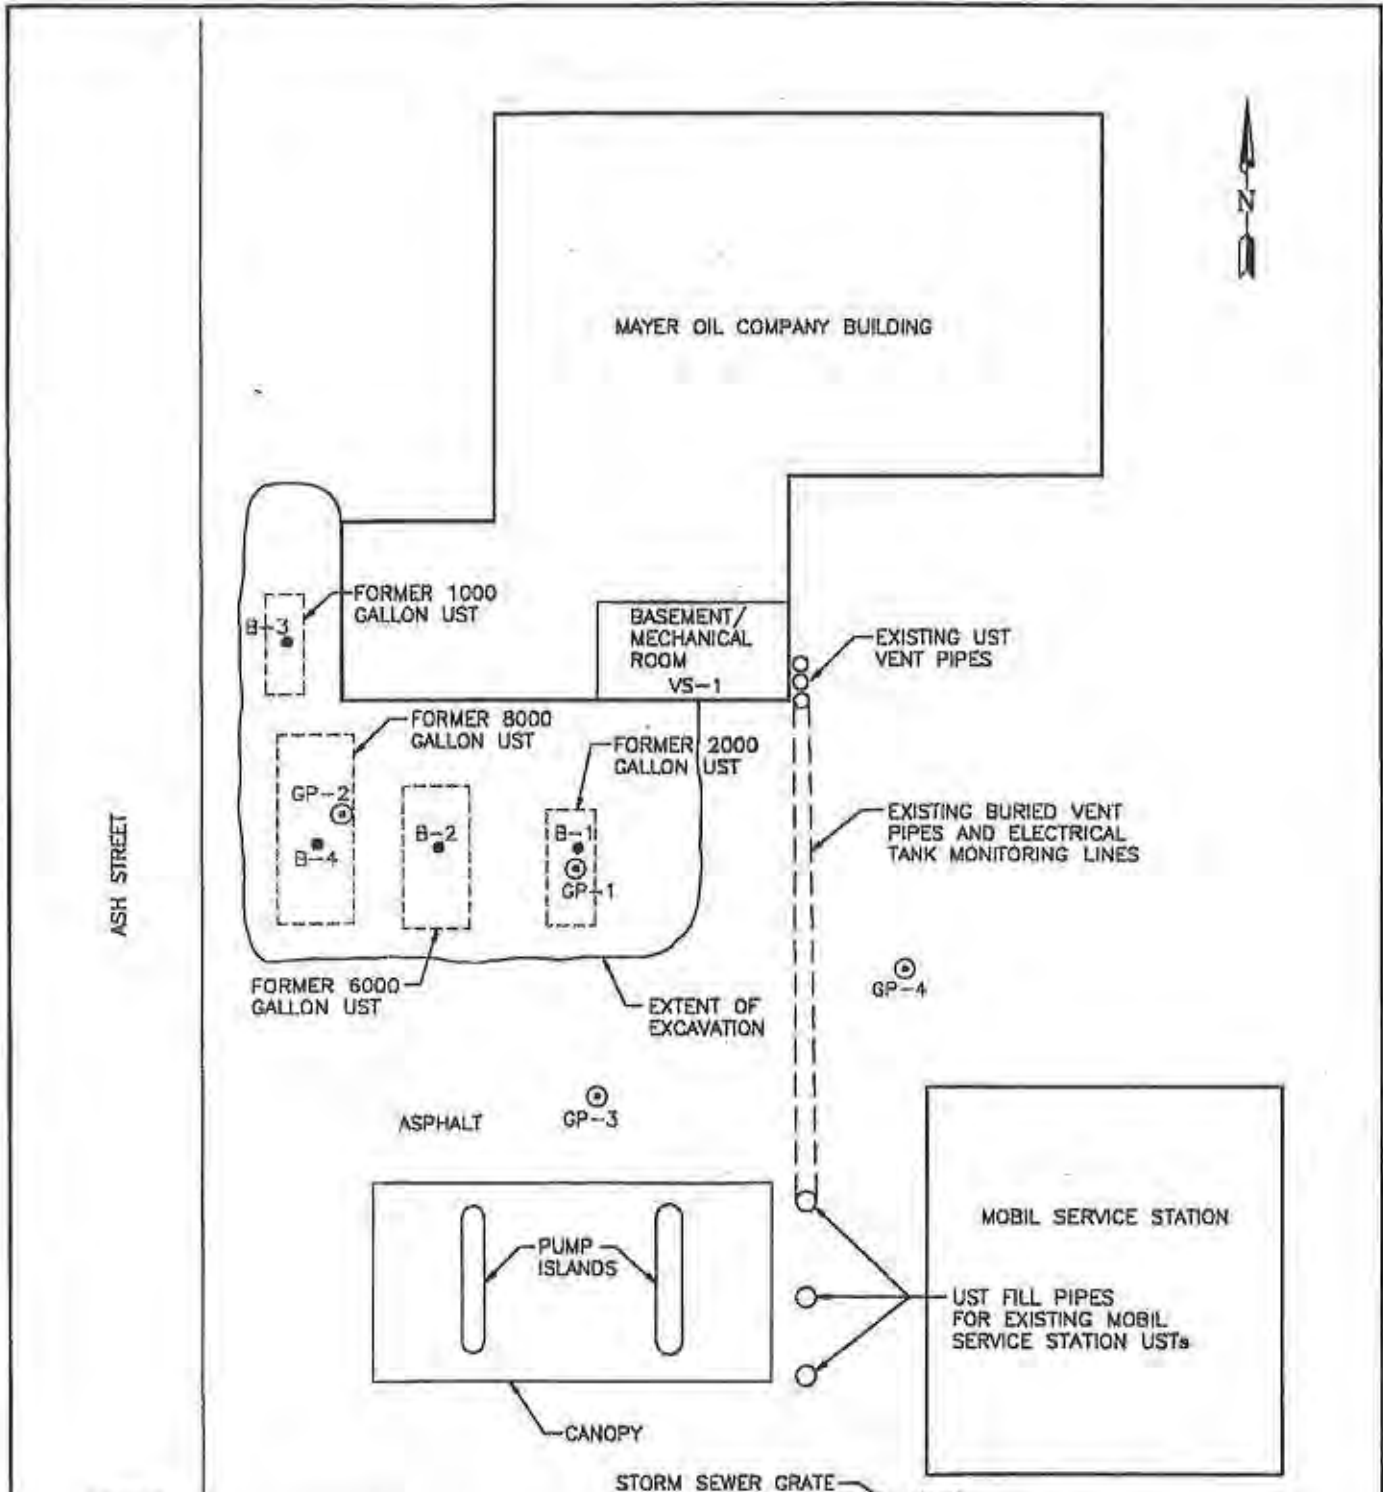 N
MAYER OIL COMPANY BUILDING
FORMER 1000
GALLON UST
B-3
BASEMENT/
MECHANICAL
ROOM
VS-1
EXISTING UST
VENT PIPES
FORMER 8000
GALLON UST
FORMER 2000
GALLON UST
GP-2
B-4
B-2
B-1
GP-1
EXISTING BURIED VENT
PIPES AND ELECTRICAL
TANK MONITORING LINES
ASH STREET
FORMER 6000
GALLON UST
EXTENT OF
EXCAVATION
GP-4
ASPHALT
GP-3
PUMP
ISLANDS
MOBIL SERVICE STATION
UST FILL PIPES
FOR EXISTING MOBIL
SERVICE STATION USTs
CANOPY
STORM SEWER GRATE